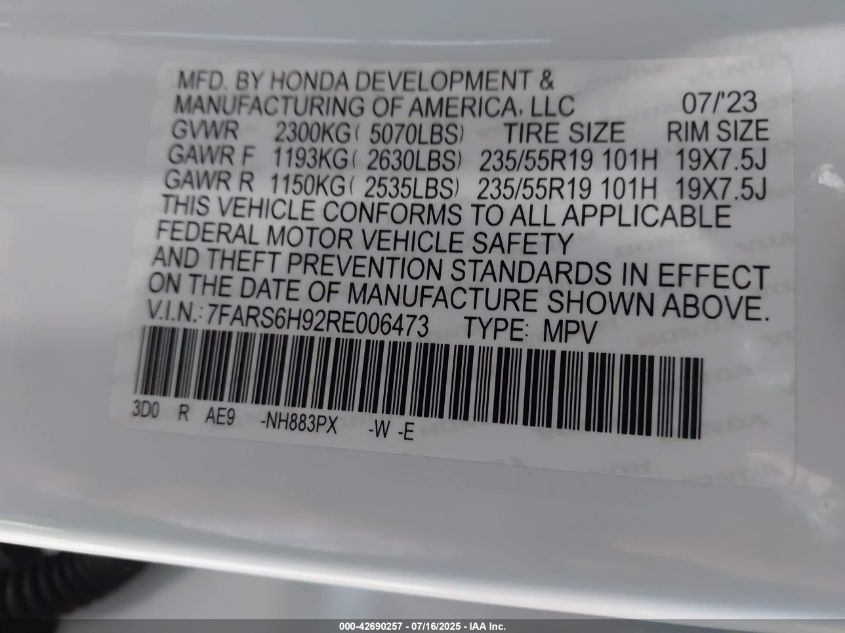 MFD. BY HONDA DEVELOPMENT &
MANUFACTURING OF AMERICA, LLC 07/'23
GVWR 2300KG( 5070LBS) TIRE SIZE RIM SIZE
GAWR F 1193KG( 2630LBS) 235/55R19 101H 19X7.5J
GAWR R 1150KG( 2535LBS) 235/55R19 101H 19X7.5J
THIS VEHICLE CONFORMS TO ALL APPLICABLE
FEDERAL MOTOR VEHICLE SAFETY
AND THEFT PREVENTION STANDARDS IN EFFECT
ON THE DATE OF MANUFACTURE SHOWN ABOVE.
V.I.N.: 7FARS6H92RE006473 TYPE: MPV
3D0 R AE9 -NH883PX -W -E
000-42690257 - 07/16/2025 - IAA Inc.